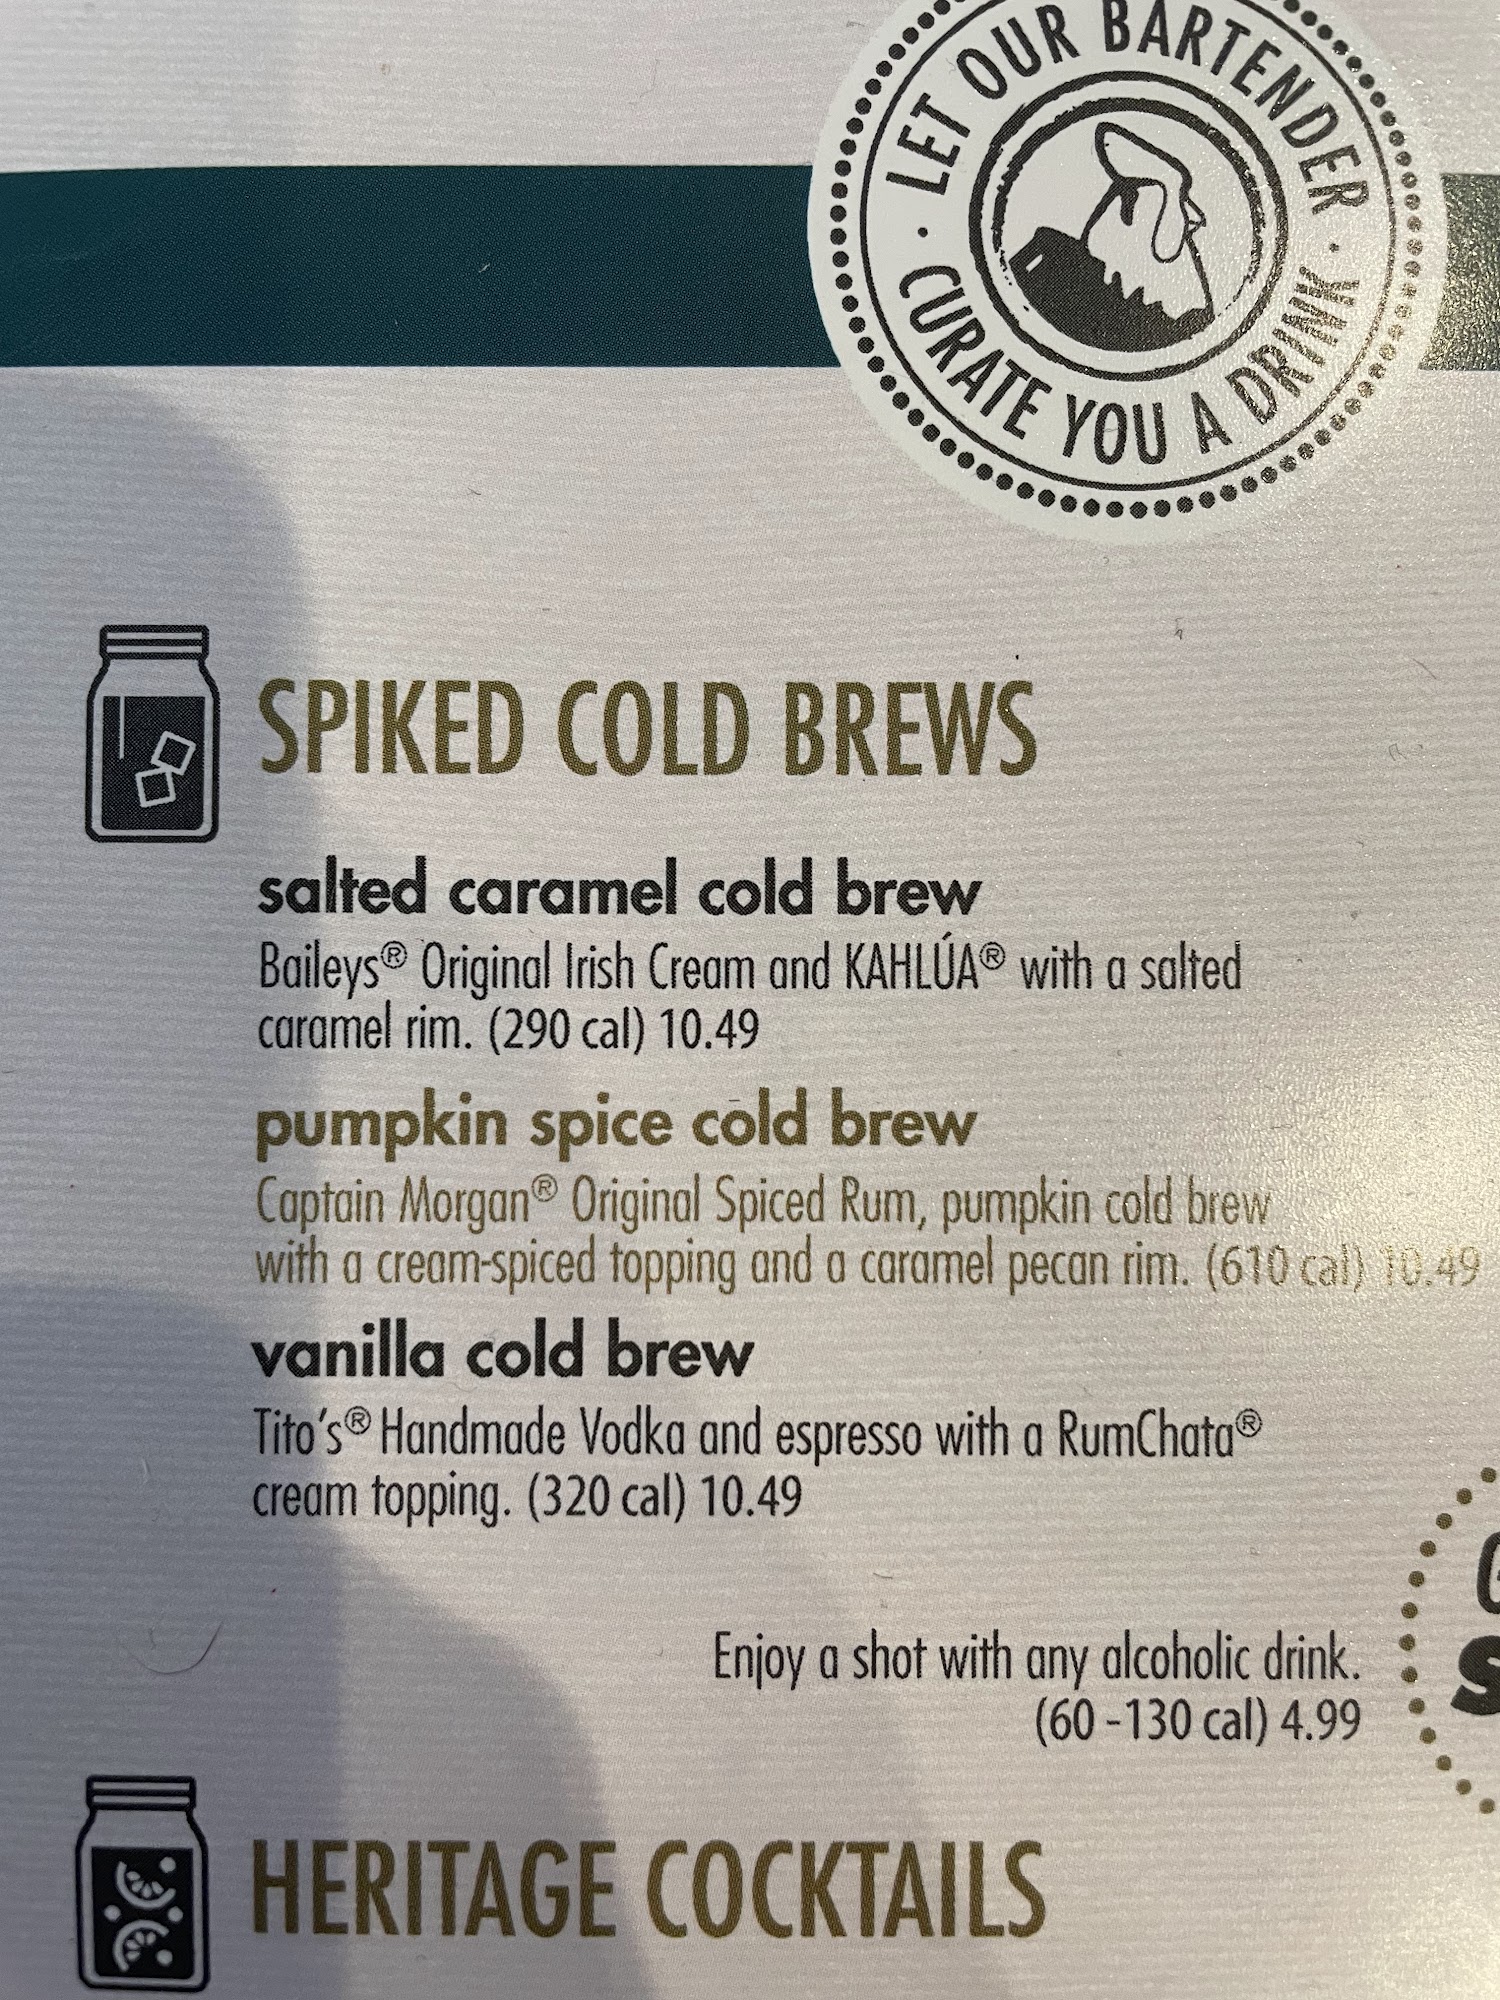 LET OUR BARTENDER
CURATE YOU A DRINK
SPIKED COLD BREWS
salted caramel cold brew
Baileys® Original Irish Cream and KAHLÚA® with a salted
caramel rim. (290 cal) 10.49
pumpkin spice cold brew
Captain Morgan® Original Spiced Rum, pumpkin cold brew
with a cream-spiced topping and a caramel pecan rim. (610 cal) 10.49
vanilla cold brew
Tito's® Handmade Vodka and espresso with a RumChata®
cream topping. (320 cal) 10.49
Enjoy a shot with any alcoholic drink.
(60 -130 cal) 4.99
HERITAGE COCKTAILS